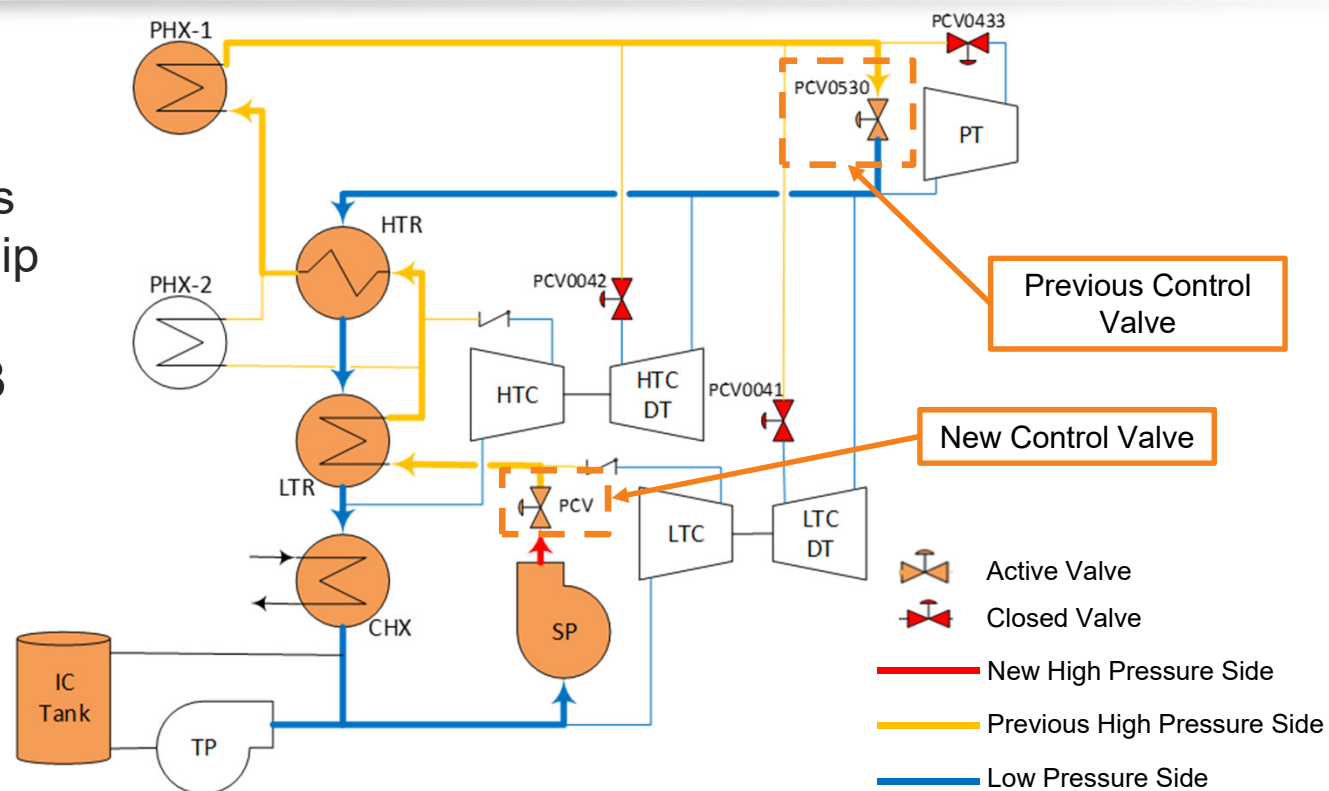 PHX-1
PCV0433
PCV0530
PT
s
HTR
ip
PHX-2
PCV0042
Previous Control
Valve
HTC
HTC
DT
PCV0041
New Control Valve
LTR
PCV
LTC
LTC
DT
Active Valve
Closed Valve
CHX
SP
IC
Tank
New High Pressure Side
Previous High Pressure Side
TP
Low Pressure Side